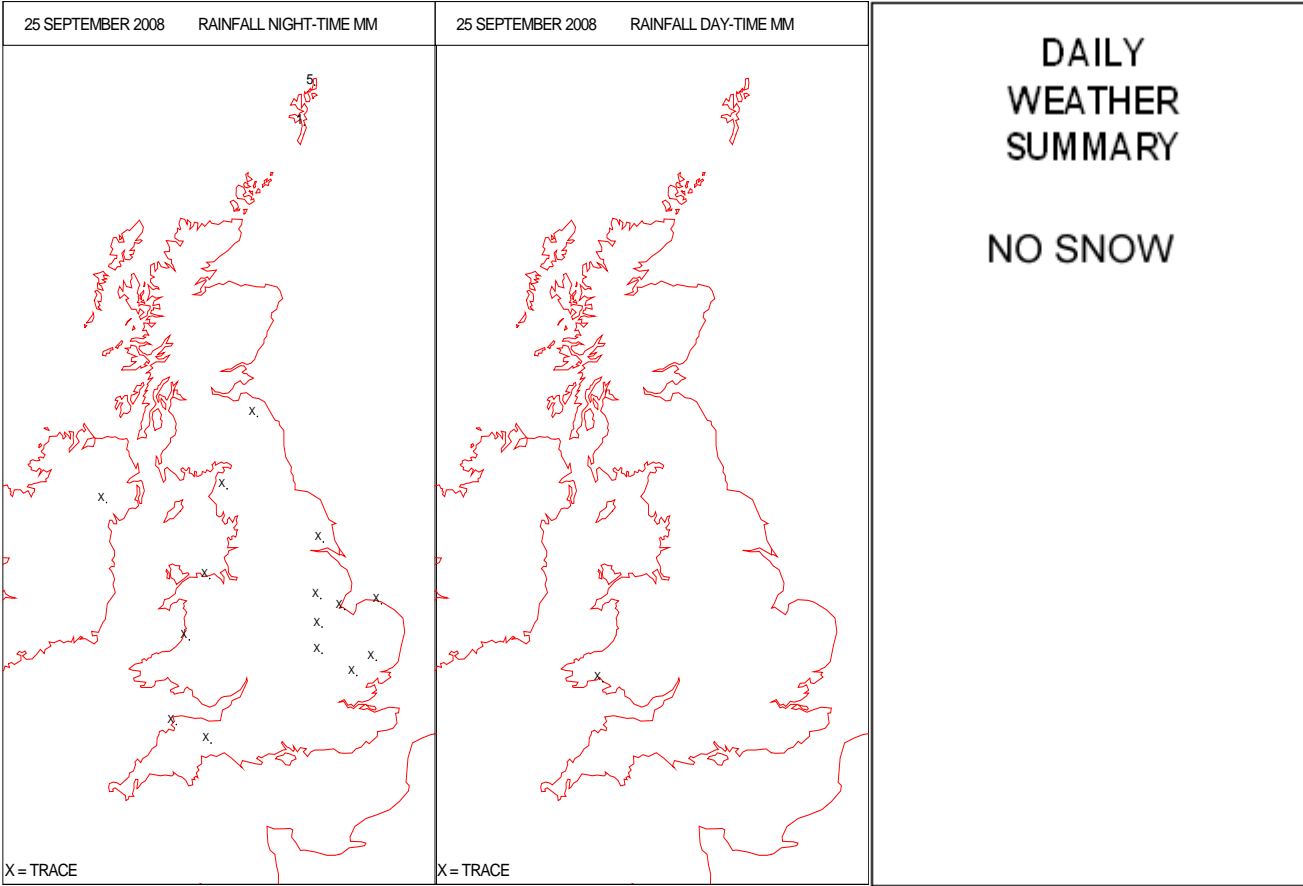 25 SEPTEMBER 2008 RAINFALL NIGHT-TIME MM
5.
1.
X.
X.
X.
X.
X.
X.
X.
X.
X.
X.
X.
X.
X.
X.
X = TRACE
25 SEPTEMBER 2008 RAINFALL DAY-TIME MM
X.
X = TRACE
DAILY
WEATHER
SUMMARY
NO SNOW